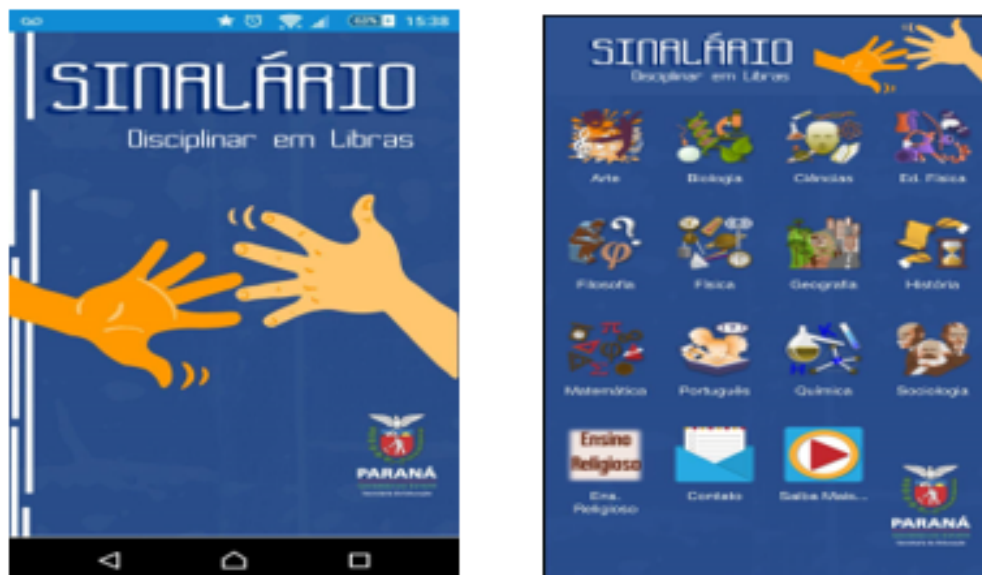 63% 15:38
SINALÁRIO
Disciplinar em Libras
PARANÁ
SINALÁRIO
Disciplinar em Libras
Arte Biologia Ciências Ed. Física
Filosofia Física Geografia História
Matemática Português Química Sociologia
Ensino
Religioso
Ens. Religioso Contato Saiba Mais...
PARANÁ